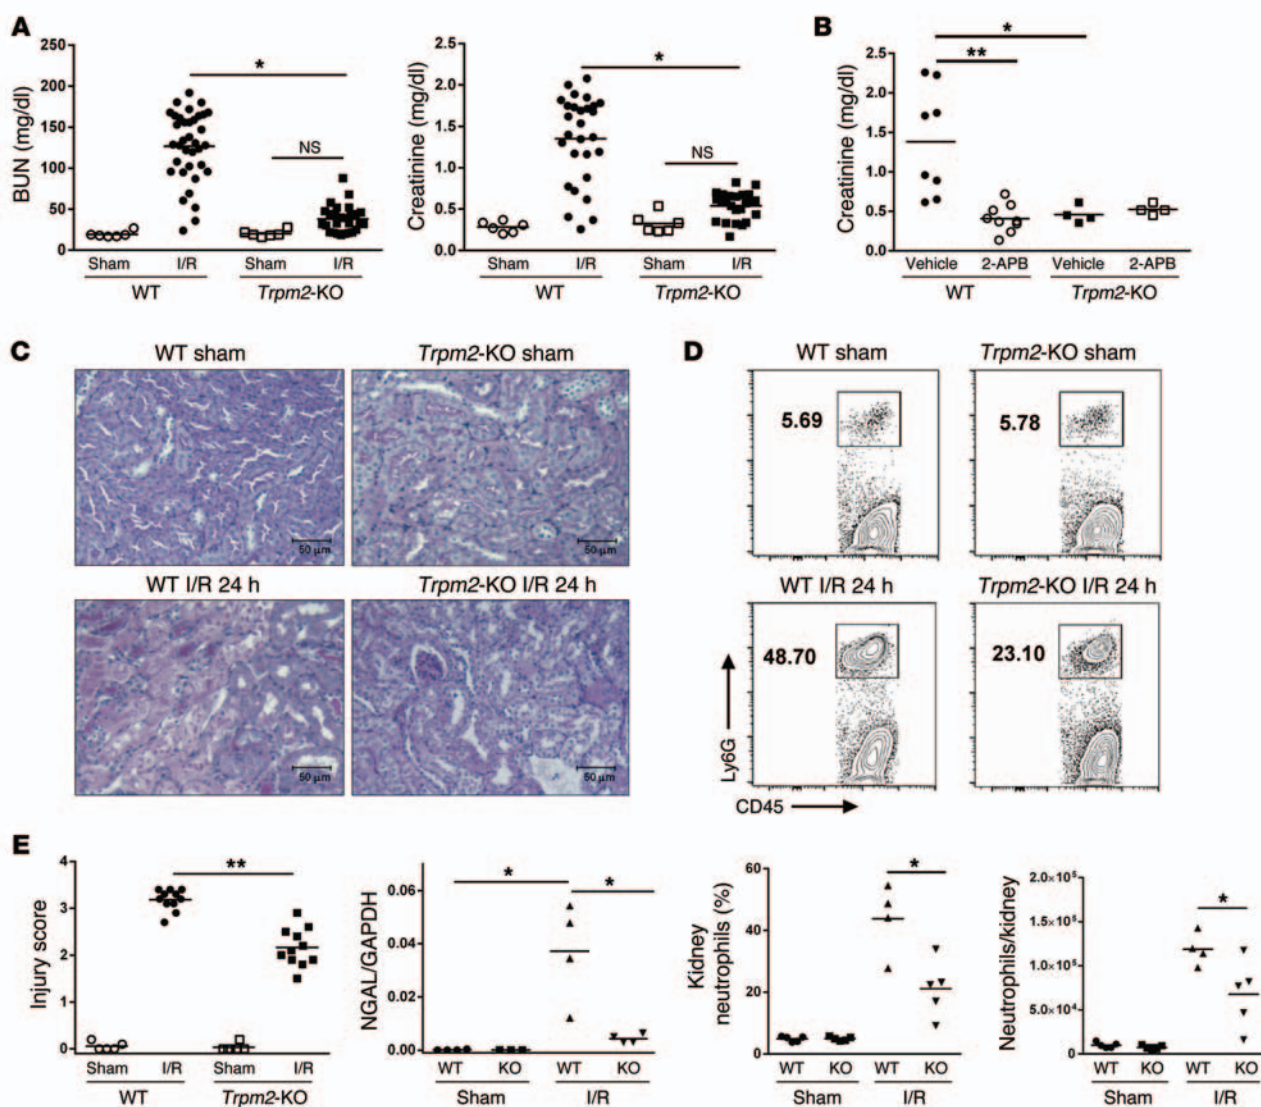 A
250
200
150
100
50
0
BUN (mg/dl)
*
NS
Sham I/R Sham I/R
WT Trpm2-KO
2.5
2.0
1.5
1.0
0.5
0.0
Creatinine (mg/dl)
*
NS
Sham I/R Sham I/R
WT Trpm2-KO
B
2.5
2.0
1.5
1.0
0.5
0.0
Creatinine (mg/dl)
*
**
Vehicle 2-APB Vehicle 2-APB
WT Trpm2-KO
C
WT sham Trpm2-KO sham
50 μm 50 μm
WT I/R 24 h Trpm2-KO I/R 24 h
50 μm 50 μm
D
WT sham Trpm2-KO sham
5.69 5.78
WT I/R 24 h Trpm2-KO I/R 24 h
48.70 23.10
Ly6G
CD45
E
4
3
2
1
0
Injury score
**
Sham I/R Sham I/R
WT Trpm2-KO
0.06
0.04
0.02
0.00
NGAL/GAPDH
* *
WT KO WT KO
Sham I/R
60
40
20
0
Kidney
neutrophils (%)
*
WT KO WT KO
Sham I/R
2.0×10⁵
1.5×10⁵
1.0×10⁵
5.0×10⁴
0
Neutrophils/kidney
*
WT KO WT KO
Sham I/R